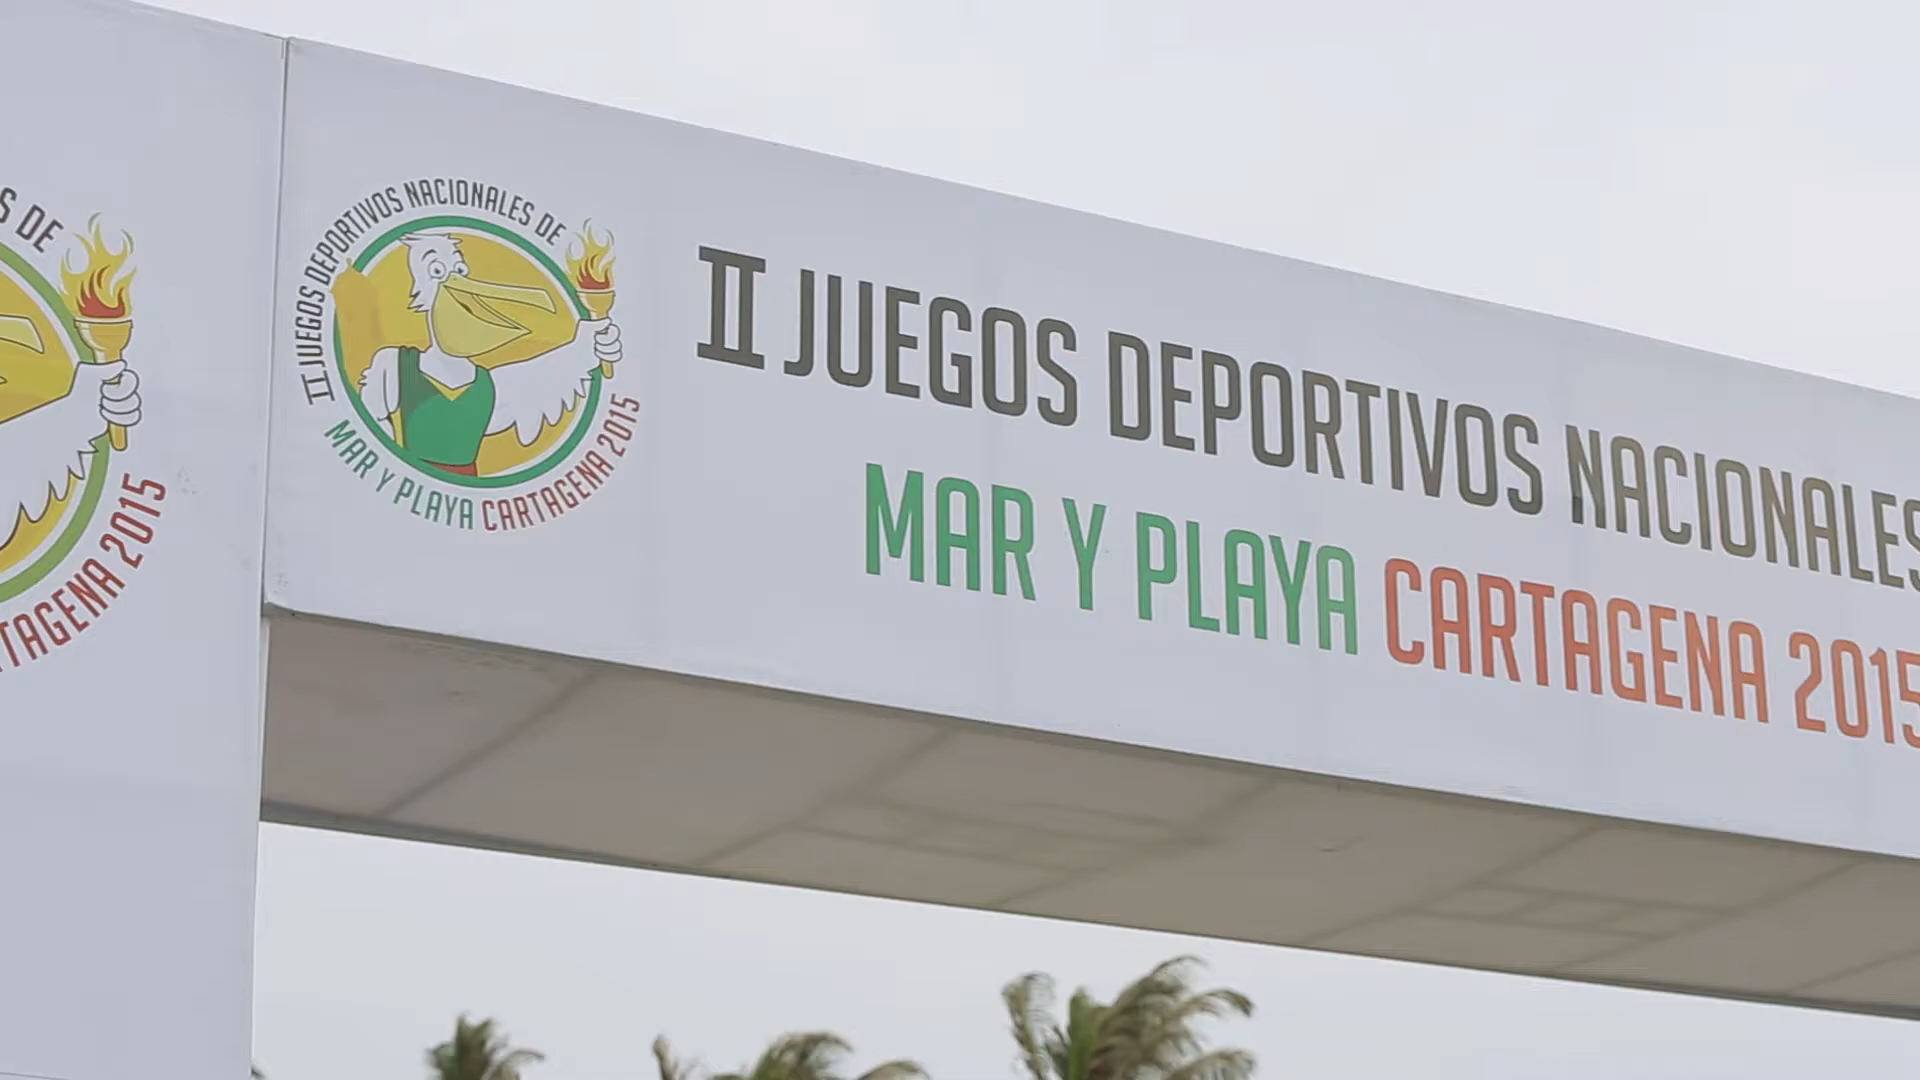 S DE
TAGENA 2015
II JUEGOS DEPORTIVOS NACIONALES DE
MAR Y PLAYA CARTAGENA 2015
II JUEGOS DEPORTIVOS NACIONALES
MAR Y PLAYA CARTAGENA 2015